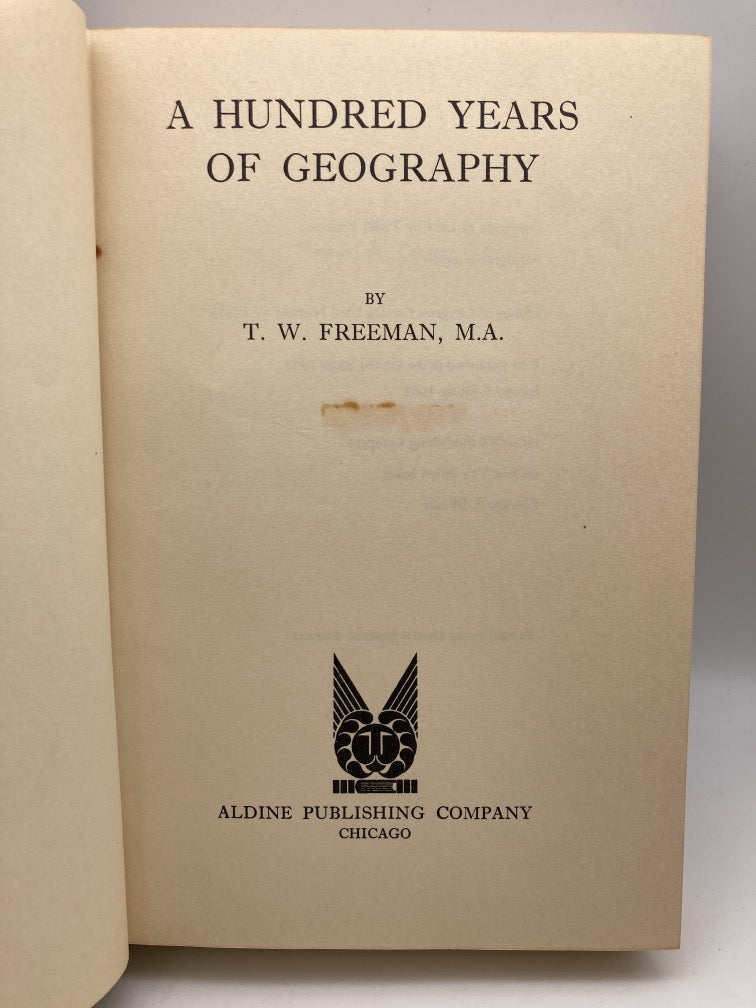 A HUNDRED YEARS
OF GEOGRAPHY
BY
T. W. FREEMAN, M.A.
ALDINE PUBLISHING COMPANY
CHICAGO